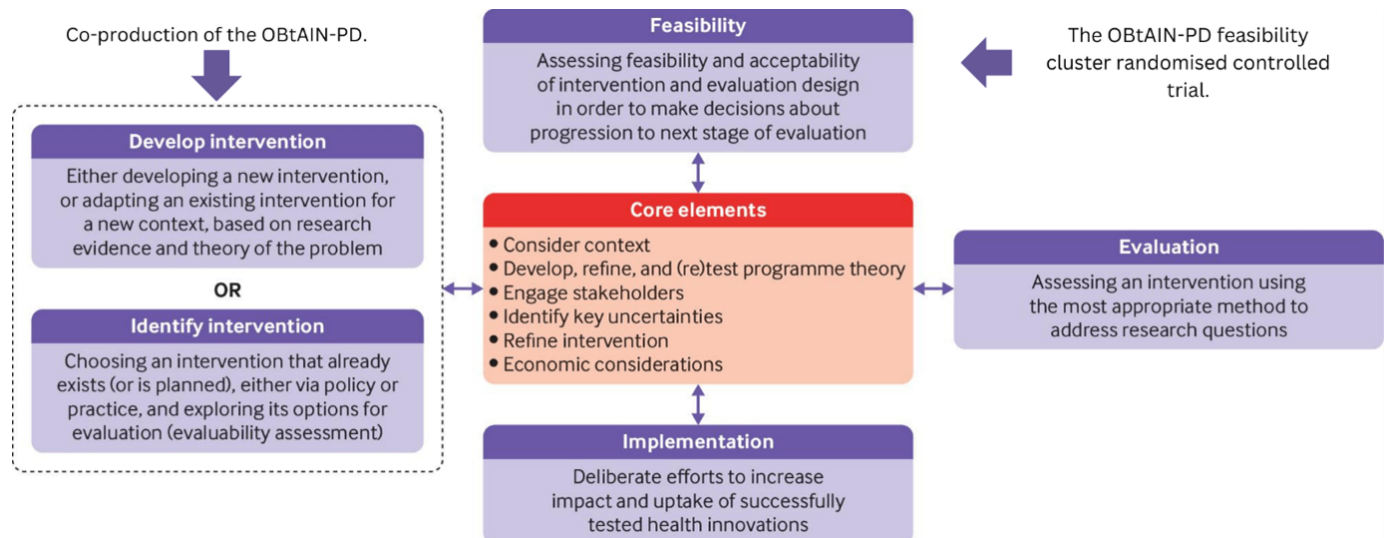 Co-production of the OBtAIN-PD.
Develop intervention
Either developing a new intervention,
or adapting an existing intervention for
a new context, based on research
evidence and theory of the problem
OR
Identify intervention
Choosing an intervention that already
exists (or is planned), either via policy or
practice, and exploring its options for
evaluation (evaluability assessment)
Feasibility
Assessing feasibility and acceptability
of intervention and evaluation design
in order to make decisions about
progression to next stage of evaluation
The OBtAIN-PD feasibility
cluster randomised controlled
trial.
Core elements
• Consider context
• Develop, refine, and (re)test programme theory
• Engage stakeholders
• Identify key uncertainties
• Refine intervention
• Economic considerations
Evaluation
Assessing an intervention using
the most appropriate method to
address research questions
Implementation
Deliberate efforts to increase
impact and uptake of successfully
tested health innovations